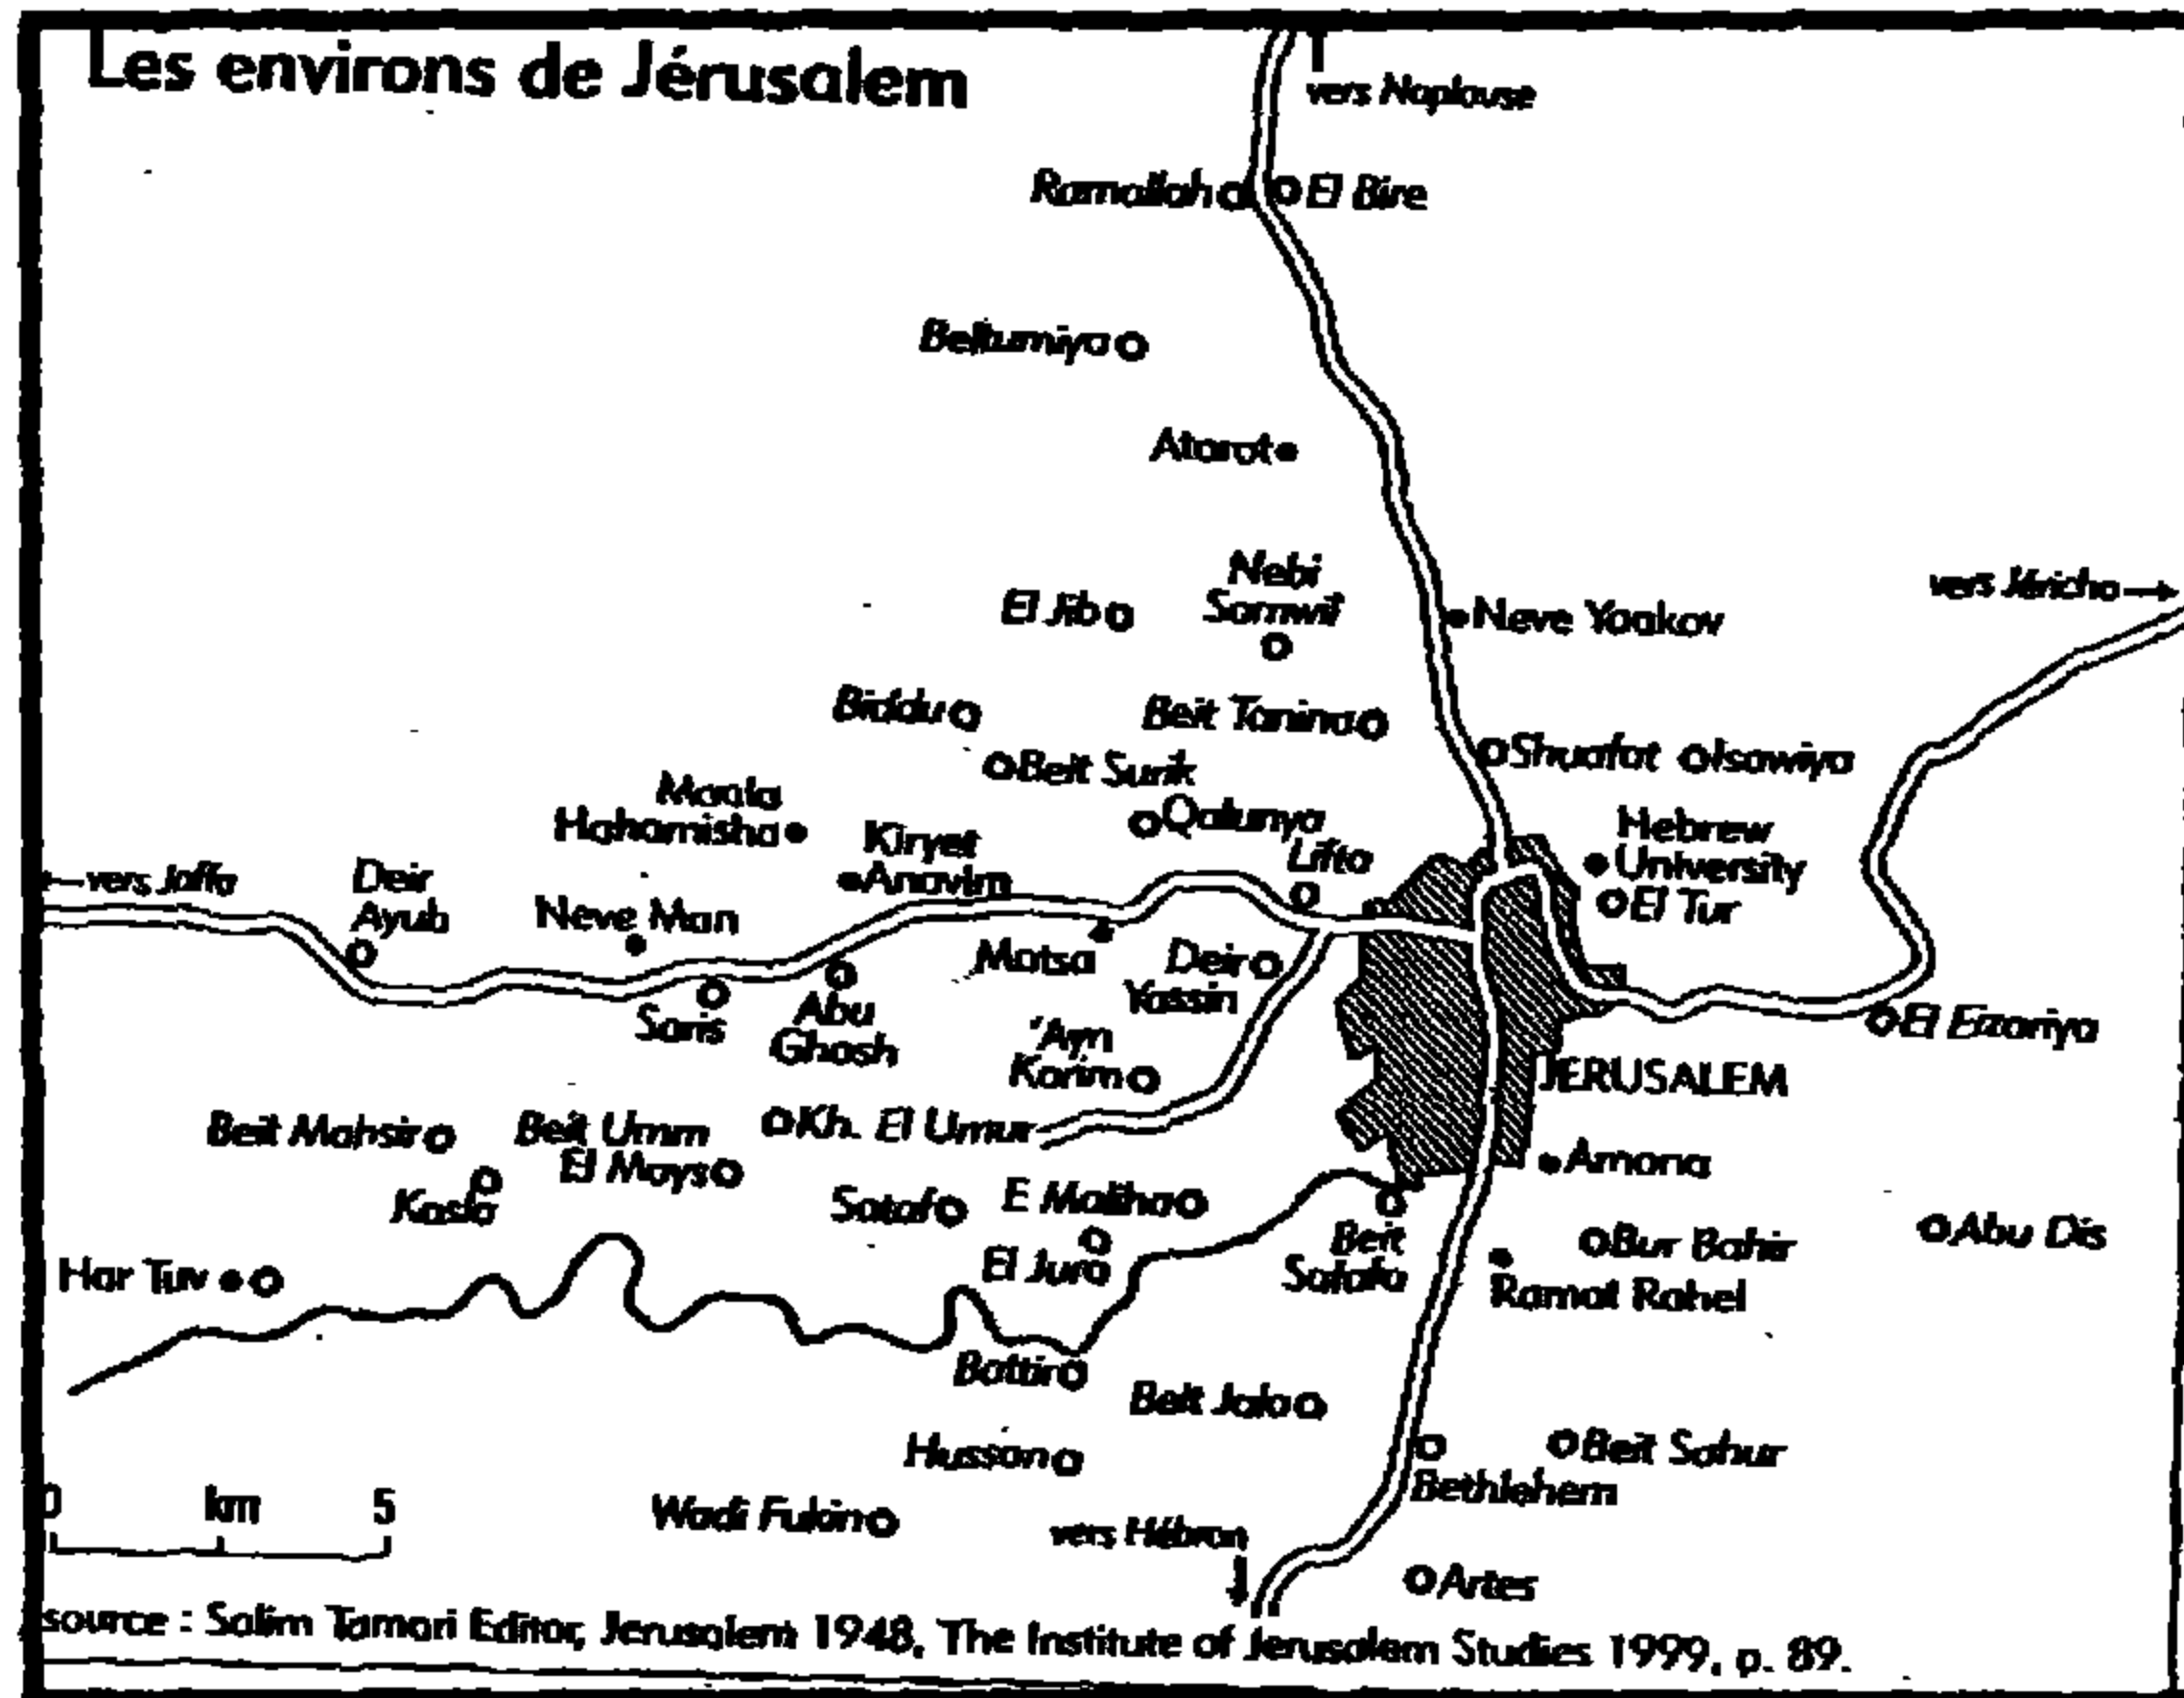 Les environs de Jérusalem
vers Naplouse
Ramallah
El Bire
Beitumiya
Atarot
Nebi
Samwil
El Jib
Neve Yaakov
vers Jéricho
Biddu
Beit Tanina
Beit Surik
Shuafat
Isawiya
Maala
Hahamisha
Qalunya
Hebrew
University
Kiryet
Anavim
Lifta
vers Jaffa
Deir
Ayub
Neve Man
El Tur
Motsa
Deir
Yassin
Saris
Abu
Ghosh
'Ayn
Karim
El Eizariya
JERUSALEM
Beit Mahsir
Beit Umm
El Mays
Kh. El Umur
Amona
Kasla
Sataf
E Maliha
El Jura
Beit
Safafa
Bur Bahir
Abu Dis
Har Tuv
Ramat Rahel
Battir
Beit Jala
Hussan
Beit Sahur
Bethlehem
Wadi Fukin
vers Hébron
Artes
0 km 5
source : Salim Tamari Editor, Jerusalem 1948, The Institute of Jerusalem Studies 1999, p. 89.